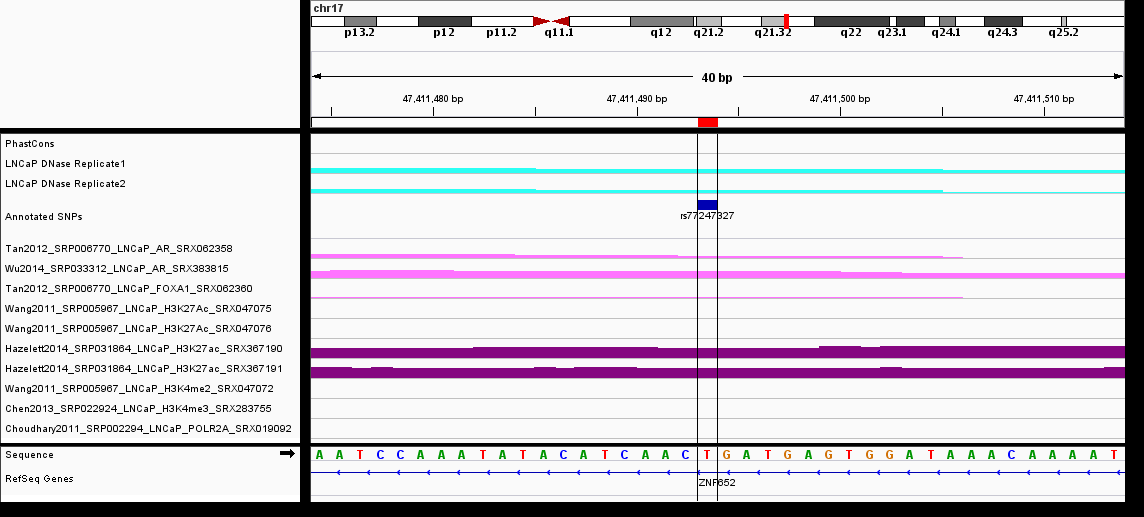 chr17
p13.2 p12 p11.2 q11.1 q12 q21.2 q21.32 q22 q23.1 q24.1 q24.3 q25.2
40 bp
47,411,480 bp 47,411,490 bp 47,411,500 bp 47,411,510 bp
PhastCons
LNCaP DNase Replicate1
LNCaP DNase Replicate2
Annotated SNPs
rs77247327
Tan2012_SRP006770_LNCaP_AR_SRX062358
Wu2014_SRP033312_LNCaP_AR_SRX383815
Tan2012_SRP006770_LNCaP_FOXA1_SRX062360
Wang2011_SRP005967_LNCaP_H3K27Ac_SRX047075
Wang2011_SRP005967_LNCaP_H3K27Ac_SRX047076
Hazelett2014_SRP031864_LNCaP_H3K27ac_SRX367190
Hazelett2014_SRP031864_LNCaP_H3K27ac_SRX367191
Wang2011_SRP005967_LNCaP_H3K4me2_SRX047072
Chen2013_SRP022924_LNCaP_H3K4me3_SRX283755
Choudhary2011_SRP002294_LNCaP_POLR2A_SRX019092
Sequence A A T C C A A A T A T A C A T C A A C T G A T G A G T G G A T A A A C A A A A T
RefSeq Genes
ZNF652